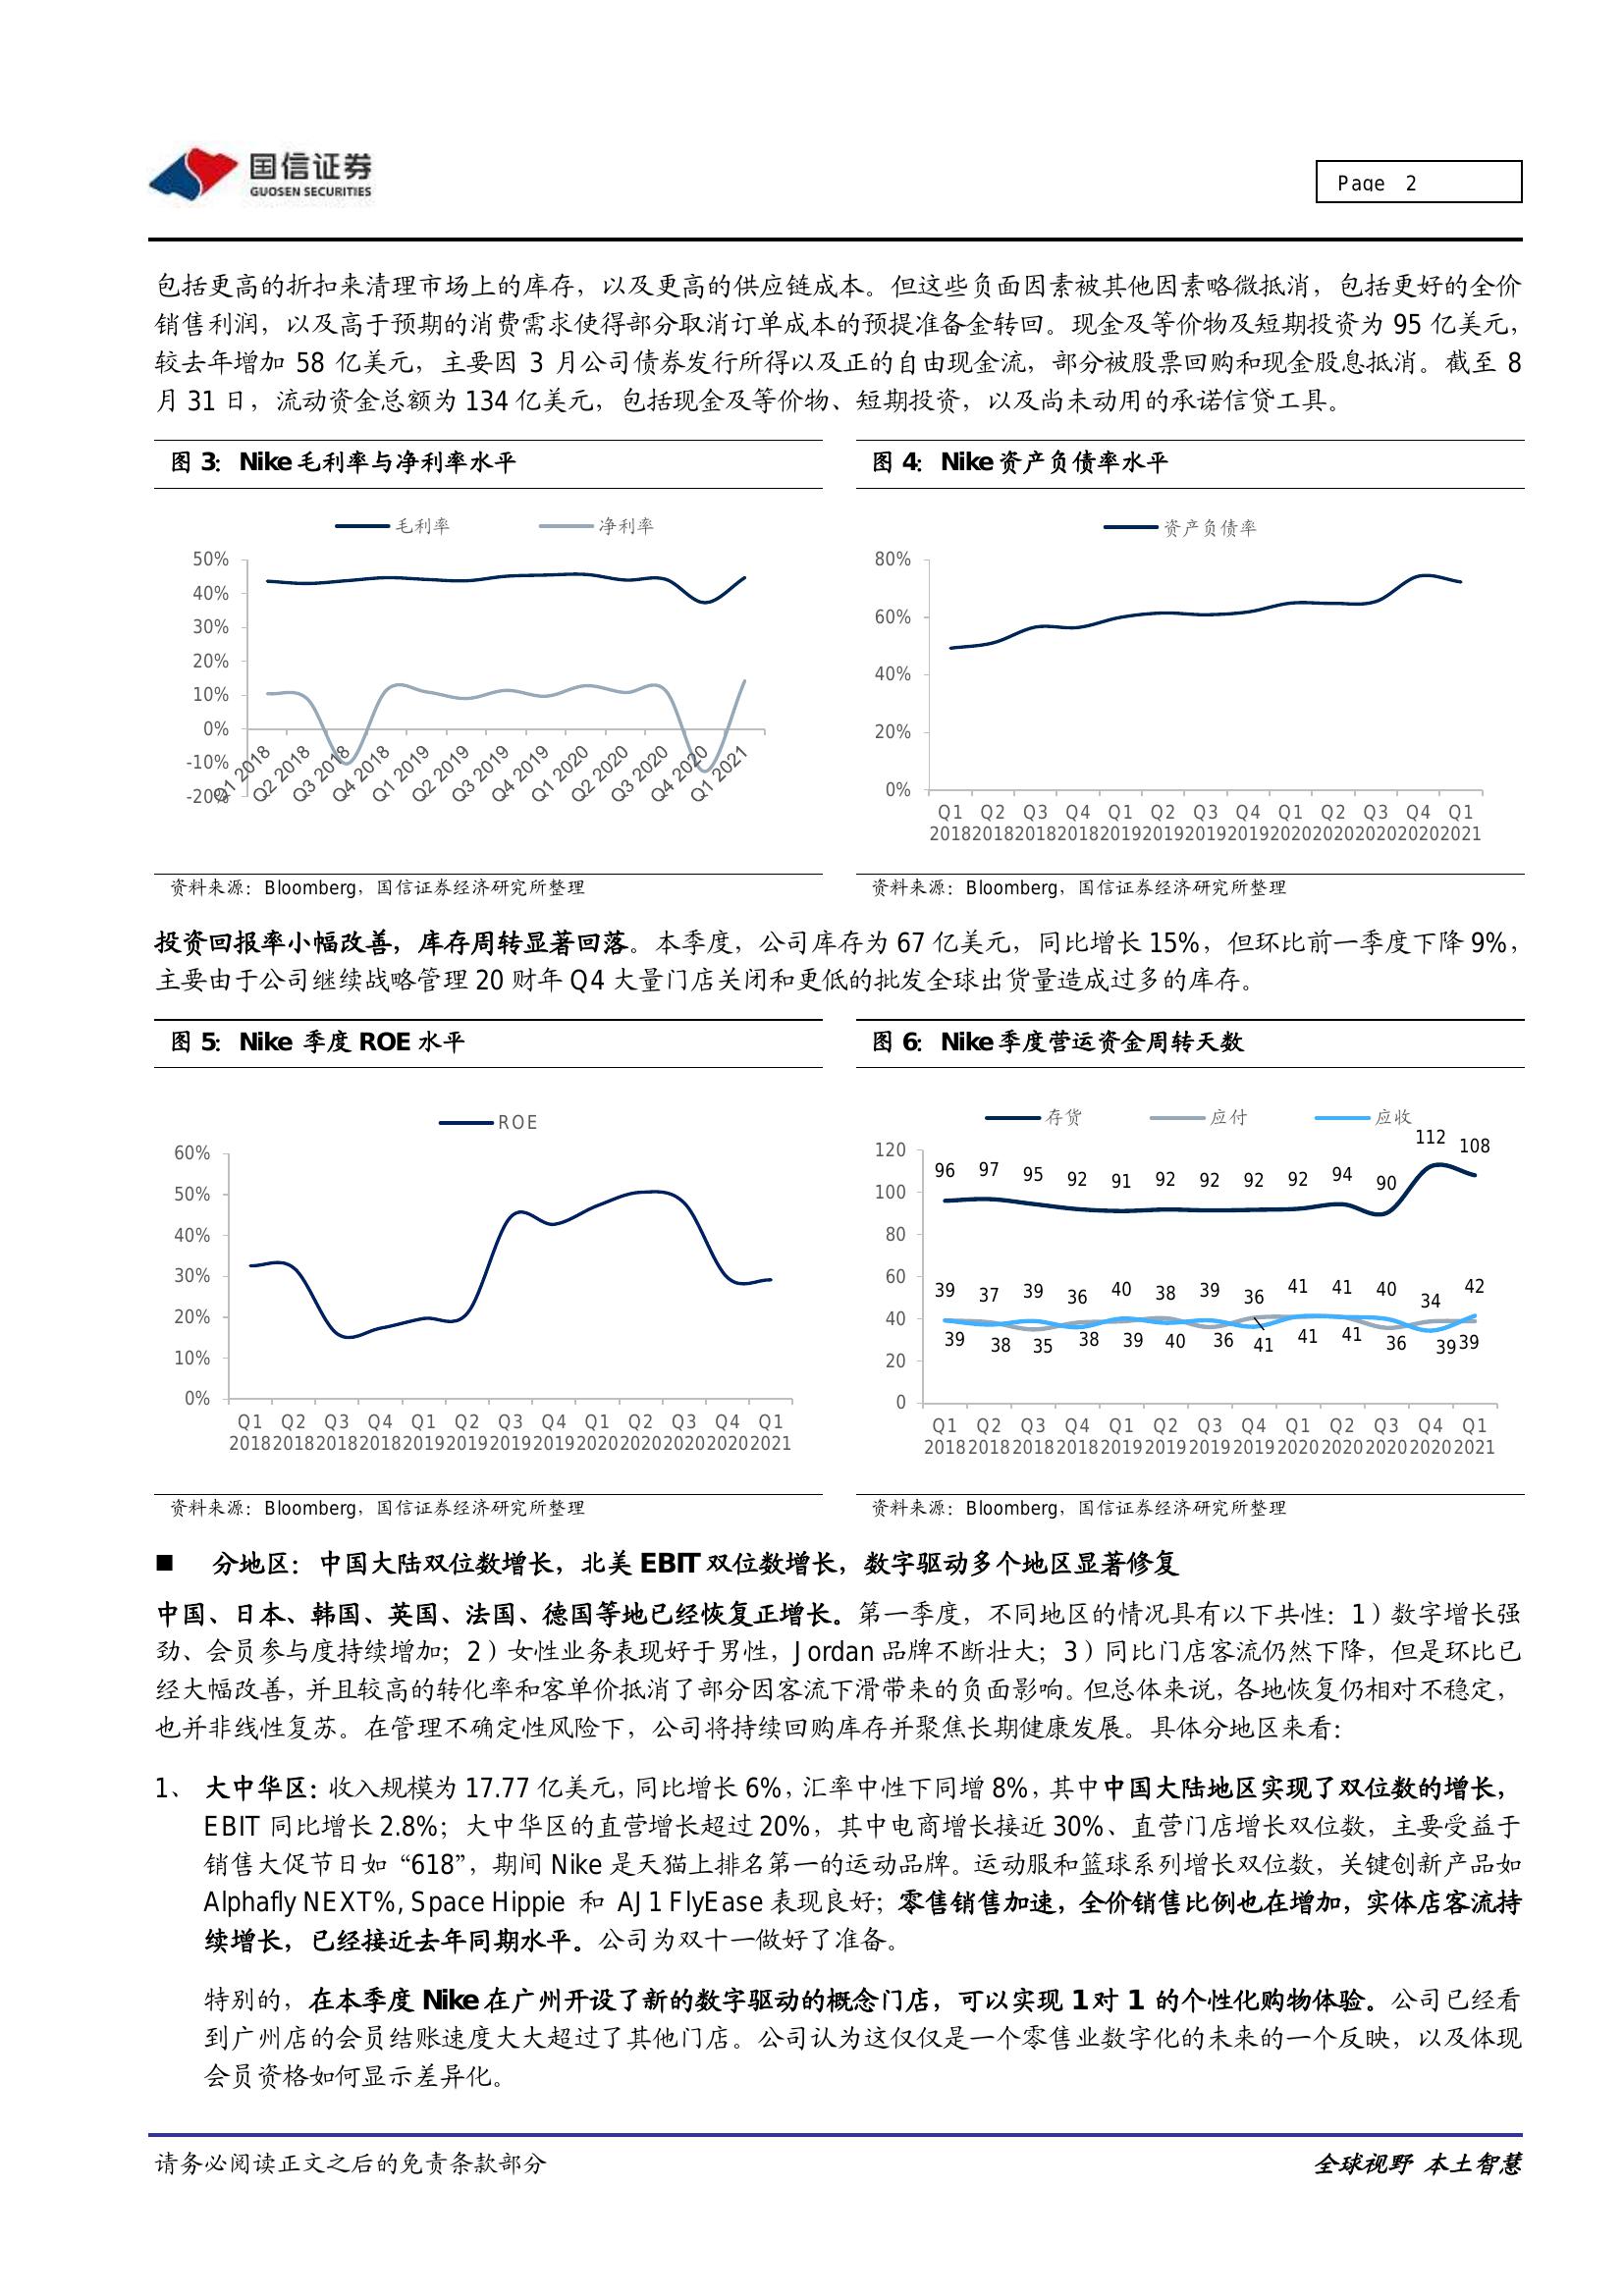 国信证券
GUOSEN SECURITIES
Page 2
包括更高的折扣来清理市场上的库存，以及更高的供应链成本。但这些负面因素被其他因素略微抵消，包括更好的全价
销售利润，以及高于预期的消费需求使得部分取消订单成本的预提准备金转回。现金及等价物及短期投资为 95 亿美元，
较去年增加 58 亿美元，主要因 3 月公司债券发行所得以及正的自由现金流，部分被股票回购和现金股息抵消。截至 8
月 31 日，流动资金总额为 134 亿美元，包括现金及等价物、短期投资，以及尚未动用的承诺信贷工具。
图 3：Nike 毛利率与净利率水平
毛利率 净利率
50%
40%
30%
20%
10%
0%
-10%
-20%
Q1 2018 Q2 2018 Q3 2018 Q4 2018 Q1 2019 Q2 2019 Q3 2019 Q4 2019 Q1 2020 Q2 2020 Q3 2020 Q4 2020 Q1 2021
资料来源：Bloomberg，国信证券经济研究所整理
图 4：Nike 资产负债率水平
资产负债率
80%
60%
40%
20%
0%
Q1 Q2 Q3 Q4 Q1 Q2 Q3 Q4 Q1 Q2 Q3 Q4 Q1
2018 2018 2018 2018 2019 2019 2019 2019 2020 2020 2020 2020 2021
资料来源：Bloomberg，国信证券经济研究所整理
投资回报率小幅改善，库存周转显著回落。本季度，公司库存为 67 亿美元，同比增长 15%，但环比前一季度下降 9%，
主要由于公司继续战略管理 20 财年 Q4 大量门店关闭和更低的批发全球出货量造成过多的库存。
图 5：Nike 季度 ROE 水平
ROE
60%
50%
40%
30%
20%
10%
0%
Q1 Q2 Q3 Q4 Q1 Q2 Q3 Q4 Q1 Q2 Q3 Q4 Q1
2018 2018 2018 2018 2019 2019 2019 2019 2020 2020 2020 2020 2021
资料来源：Bloomberg，国信证券经济研究所整理
图 6：Nike 季度营运资金周转天数
存货 应付 应收
120
100
80
60
40
20
0
96 97 95 92 91 92 92 92 92 94 90 112 108
39 37 39 36 40 38 39 36 41 41 40 34 42
39 38 35 38 39 40 36 41 41 41 36 39 39
Q1 Q2 Q3 Q4 Q1 Q2 Q3 Q4 Q1 Q2 Q3 Q4 Q1
2018 2018 2018 2018 2019 2019 2019 2019 2020 2020 2020 2020 2021
资料来源：Bloomberg，国信证券经济研究所整理
■ 分地区：中国大陆双位数增长，北美 EBIT 双位数增长，数字驱动多个地区显著修复
中国、日本、韩国、英国、法国、德国等地已经恢复正增长。第一季度，不同地区的情况具有以下共性：1）数字增长强
劲、会员参与度持续增加；2）女性业务表现好于男性，Jordan 品牌不断壮大；3）同比门店客流仍然下降，但是环比已
经大幅改善，并且较高的转化率和客单价抵消了部分因客流下滑带来的负面影响。但总体来说，各地恢复仍相对不稳定，
也并非线性复苏。在管理不确定性风险下，公司将持续回购库存并聚焦长期健康发展。具体分地区来看：
1、 大中华区：收入规模为 17.77 亿美元，同比增长 6%，汇率中性下同增 8%，其中中国大陆地区实现了双位数的增长，
EBIT 同比增长 2.8%；大中华区的直营增长超过 20%，其中电商增长接近 30%、直营门店增长双位数，主要受益于
销售大促节日如“618”，期间 Nike 是天猫上排名第一的运动品牌。运动服和篮球系列增长双位数，关键创新产品如
Alphafly NEXT%, Space Hippie 和 AJ1 FlyEase 表现良好；零售销售加速，全价销售比例也在增加，实体店客流持
续增长，已经接近去年同期水平。公司为双十一做好了准备。
特别的，在本季度 Nike 在广州开设了新的数字驱动的概念门店，可以实现 1 对 1 的个性化购物体验。公司已经看
到广州店的会员结账速度大大超过了其他门店。公司认为这仅仅是一个零售业数字化的未来的一个反映，以及体现
会员资格如何显示差异化。
请务必阅读正文之后的免责条款部分
全球视野 本土智慧